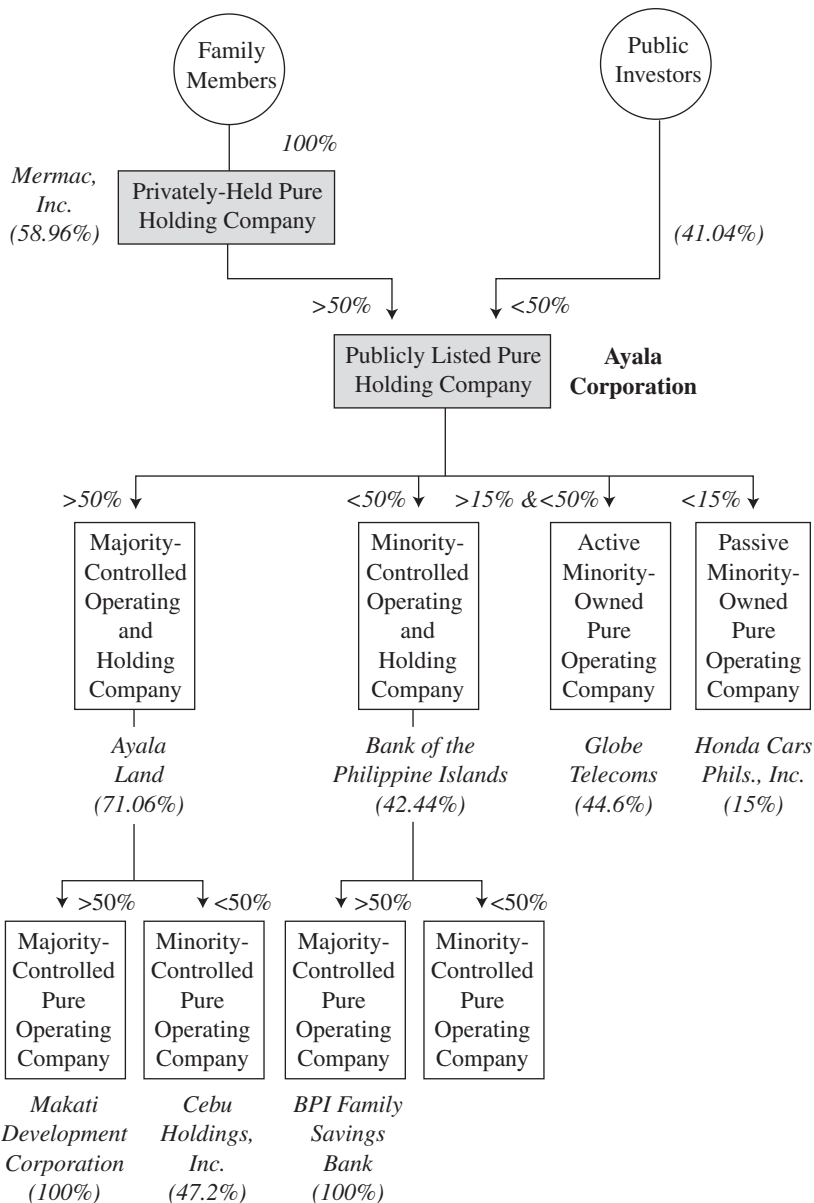 Family
Members
Public
Investors
100%
Mermac,
Inc.
(58.96%)
Privately-Held Pure
Holding Company
(41.04%)
>50%
<50%
Publicly Listed Pure
Holding Company
Ayala
Corporation
>50%
<50%
>15% &<50%
<15%
Majority-
Controlled
Operating
and
Holding
Company
Minority-
Controlled
Operating
and
Holding
Company
Active
Minority-
Owned
Pure
Operating
Company
Passive
Minority-
Owned
Pure
Operating
Company
Ayala
Land
(71.06%)
Bank of the
Philippine Islands
(42.44%)
Globe
Telecoms
(44.6%)
Honda Cars
Phils., Inc.
(15%)
>50%
<50%
>50%
<50%
Majority-
Controlled
Pure
Operating
Company
Minority-
Controlled
Pure
Operating
Company
Majority-
Controlled
Pure
Operating
Company
Minority-
Controlled
Pure
Operating
Company
Makati
Development
Corporation
(100%)
Cebu
Holdings,
Inc.
(47.2%)
BPI Family
Savings
Bank
(100%)